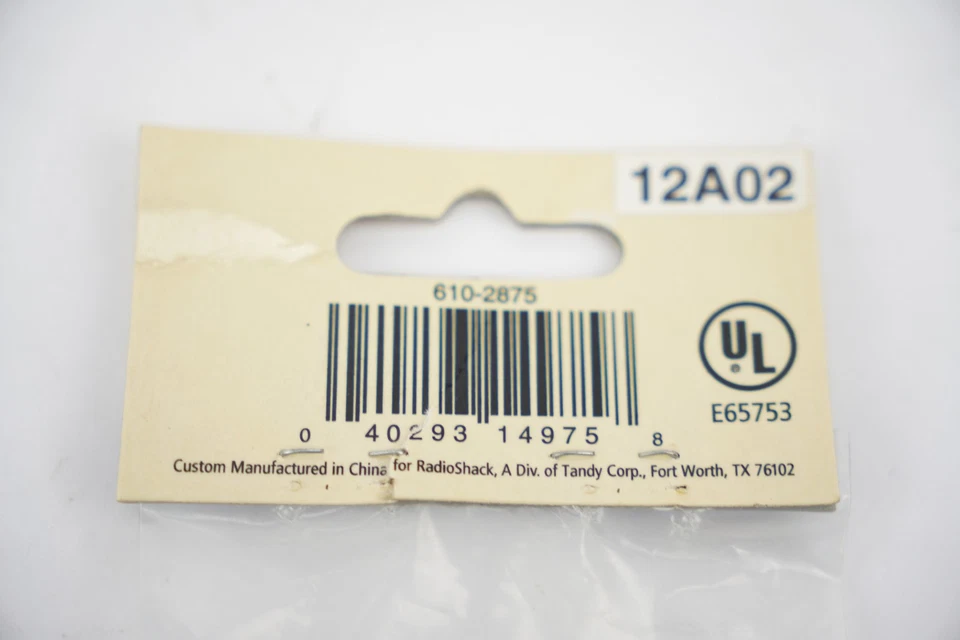 12A02
610-2875
UL
®
E65753
0 40293 14975 8
Custom Manufactured in China for RadioShack, A Div. of Tandy Corp., Fort Worth, TX 76102